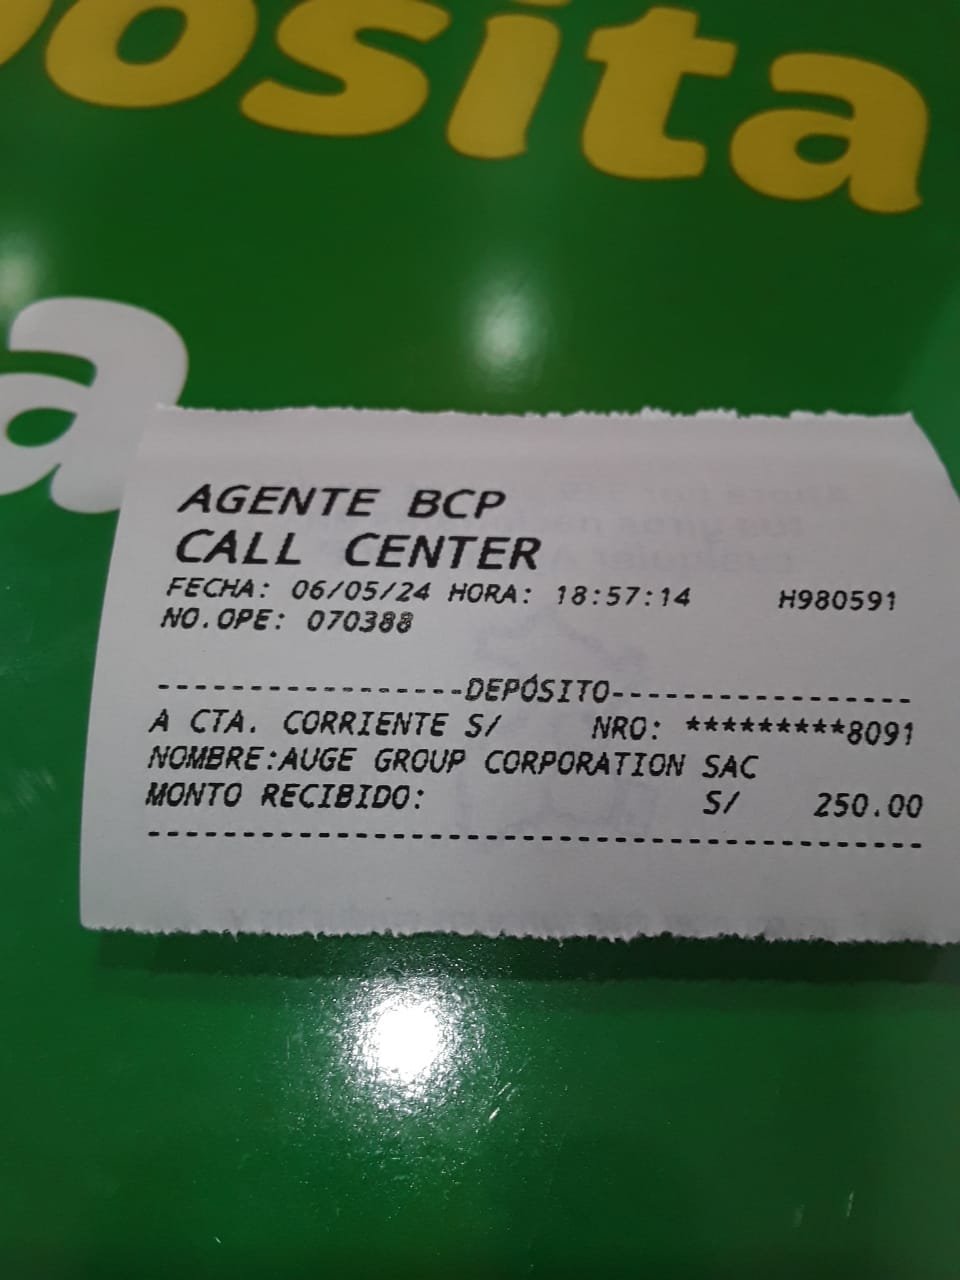 osita
a
AGENTE BCP
CALL CENTER
FECHA: 06/05/24 HORA: 18:57:14 H980591
NO.OPE: 070388
------------------DEPÓSITO------------------
A CTA. CORRIENTE S/ NRO: *********8091
NOMBRE:AUGE GROUP CORPORATION SAC
MONTO RECIBIDO: S/ 250.00
----------------------------------------------